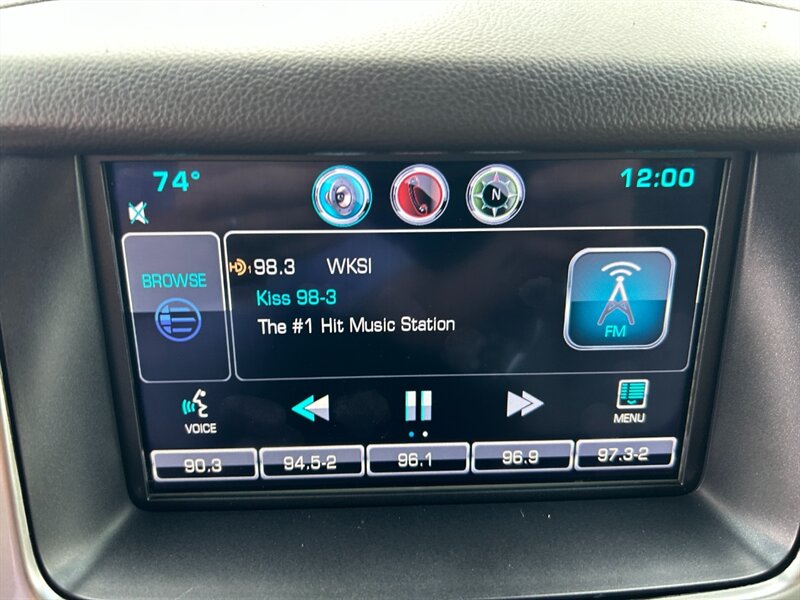 74°
N
12:00
BROWSE
HD1 98.3 WKSI
Kiss 98-3
The #1 Hit Music Station
FM
VOICE
MENU
90.3 94.5-2 96.1 96.9 97.3-2